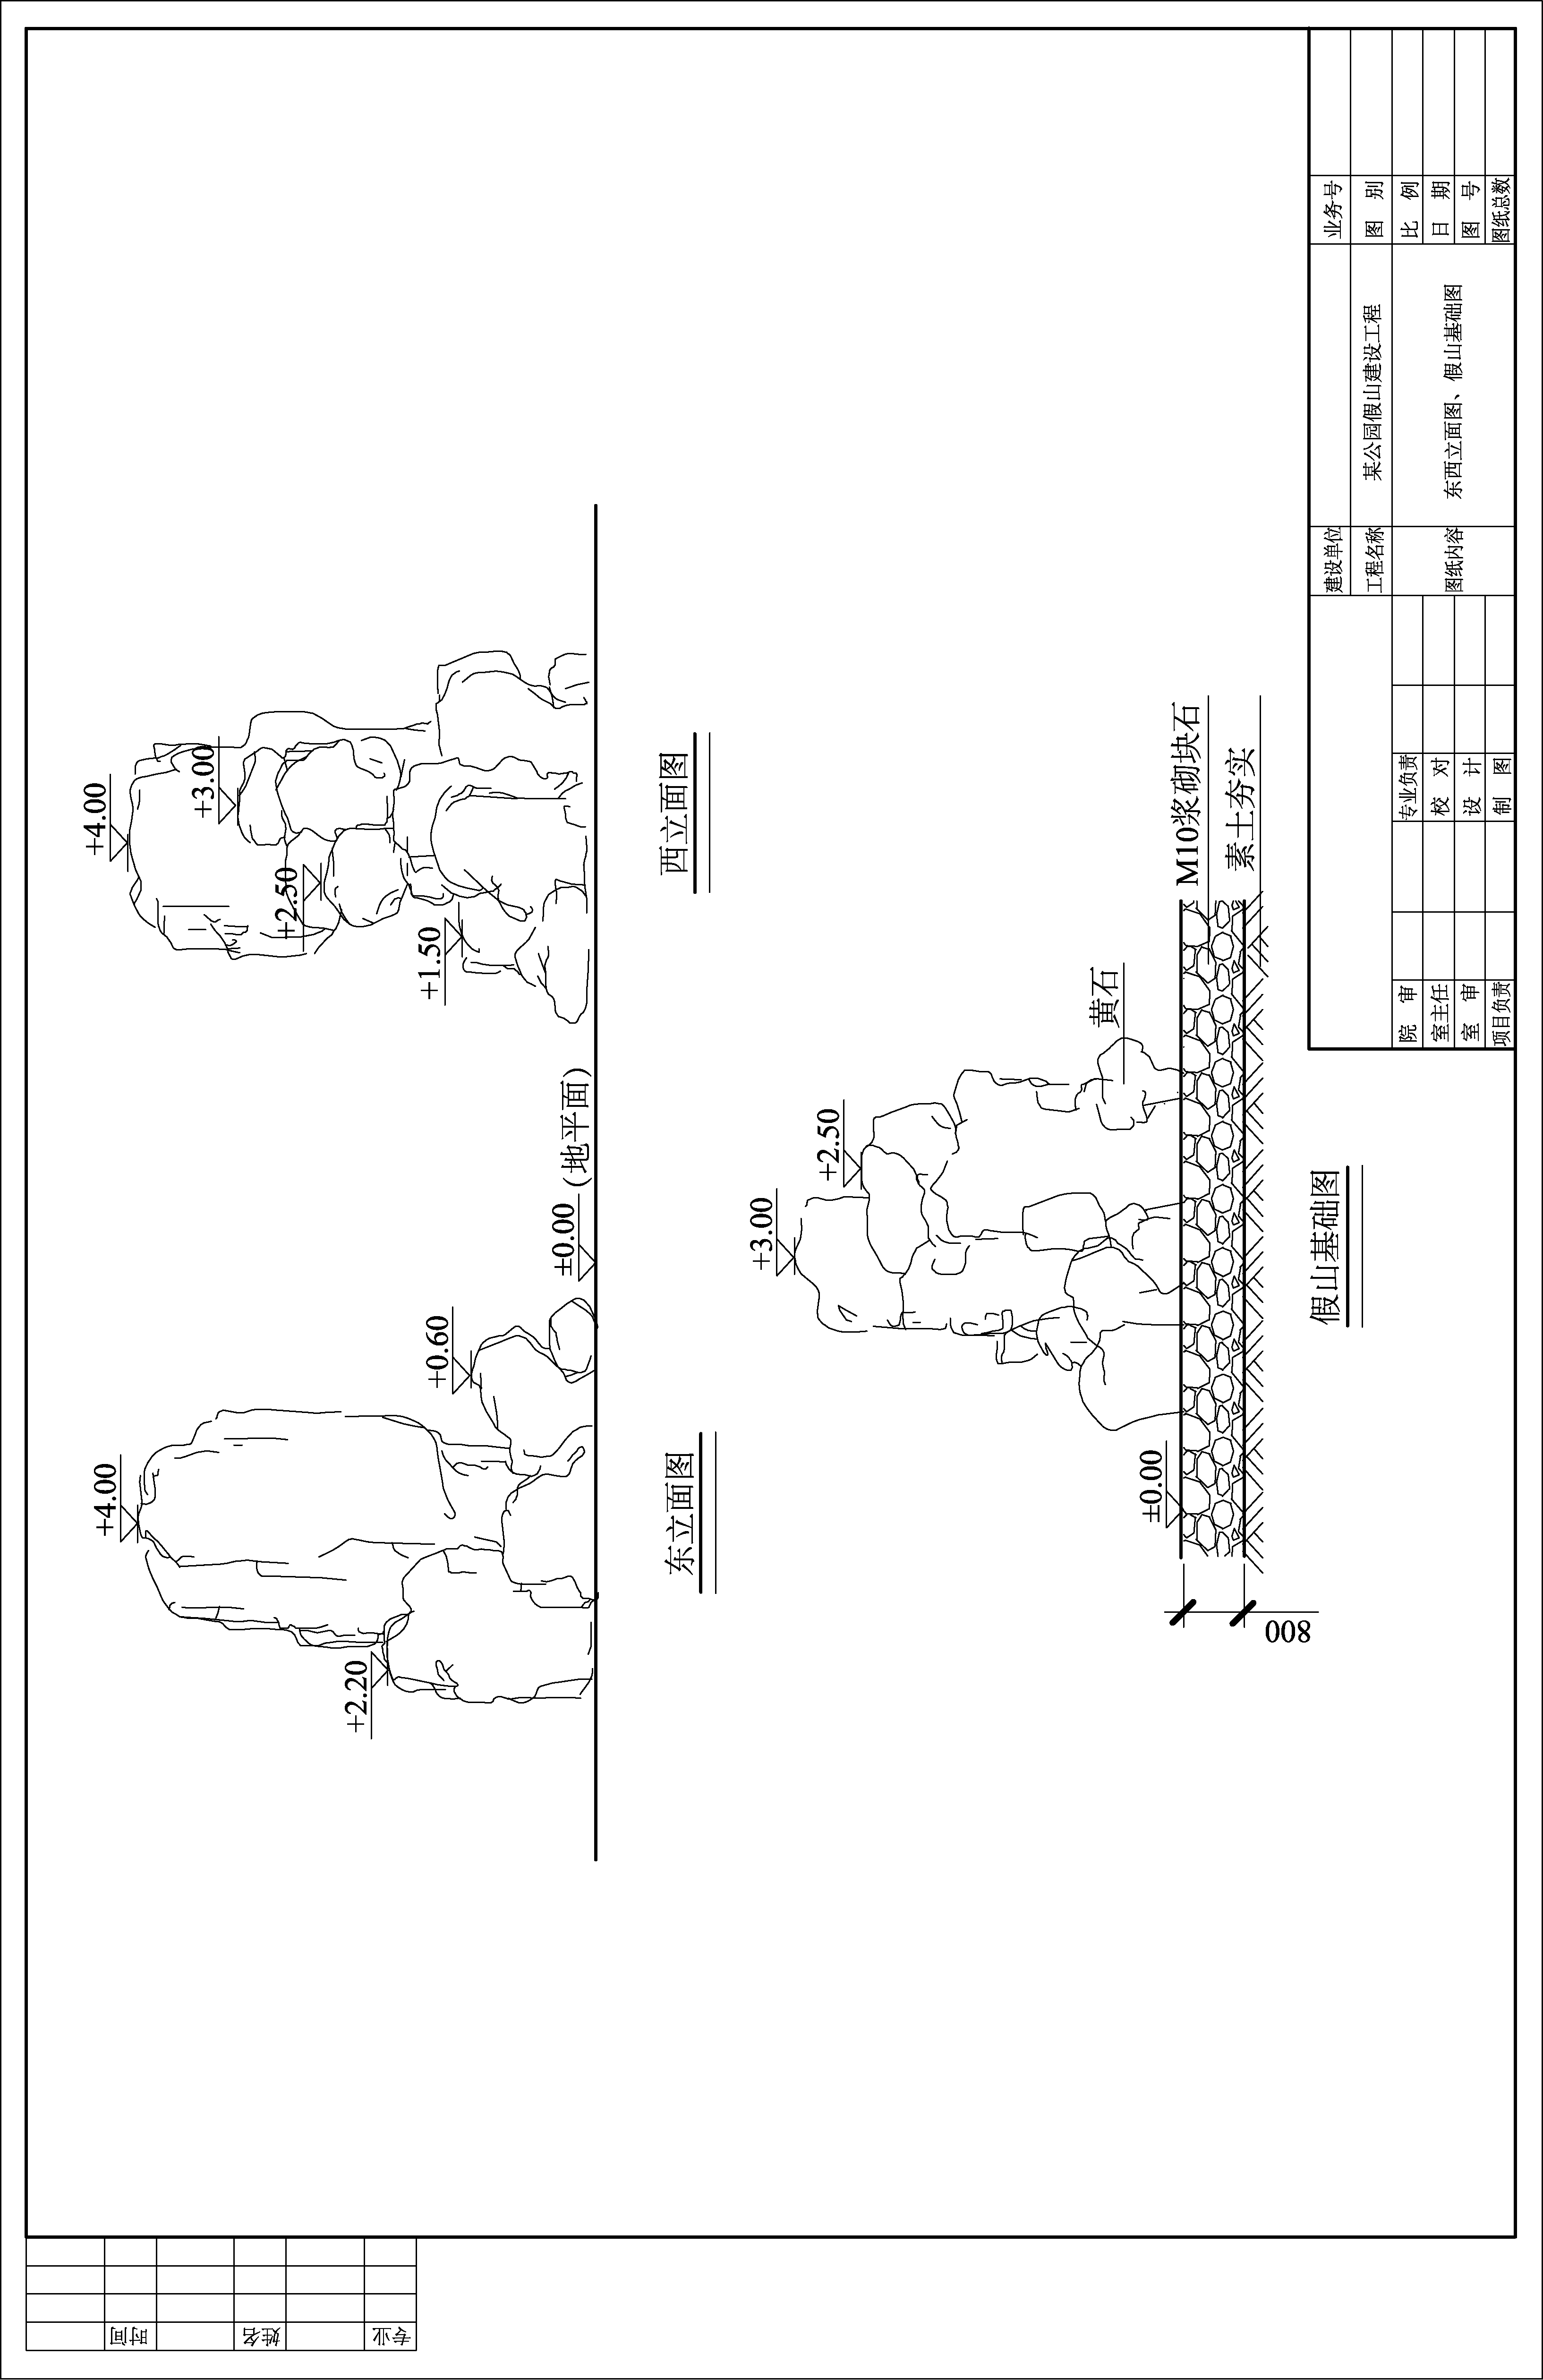 +4.00
+2.20
+0.60
±0.00
(地平面)
东立面图
+4.00
+3.00
+2.50
+1.50
西立面图
+3.00
+2.50
±0.00
800
黄石
M10浆砌块石
素土夯实
假山基础图
院 审
室主任
室 审
项目负责
专业负责
校 对
设 计
制 图
建设单位
工程名称
某公园假山建设工程
图纸内容
东西立面图、假山基础图
业务号
图 别
比 例
日 期
图 号
图纸总数
专业
姓名
时间